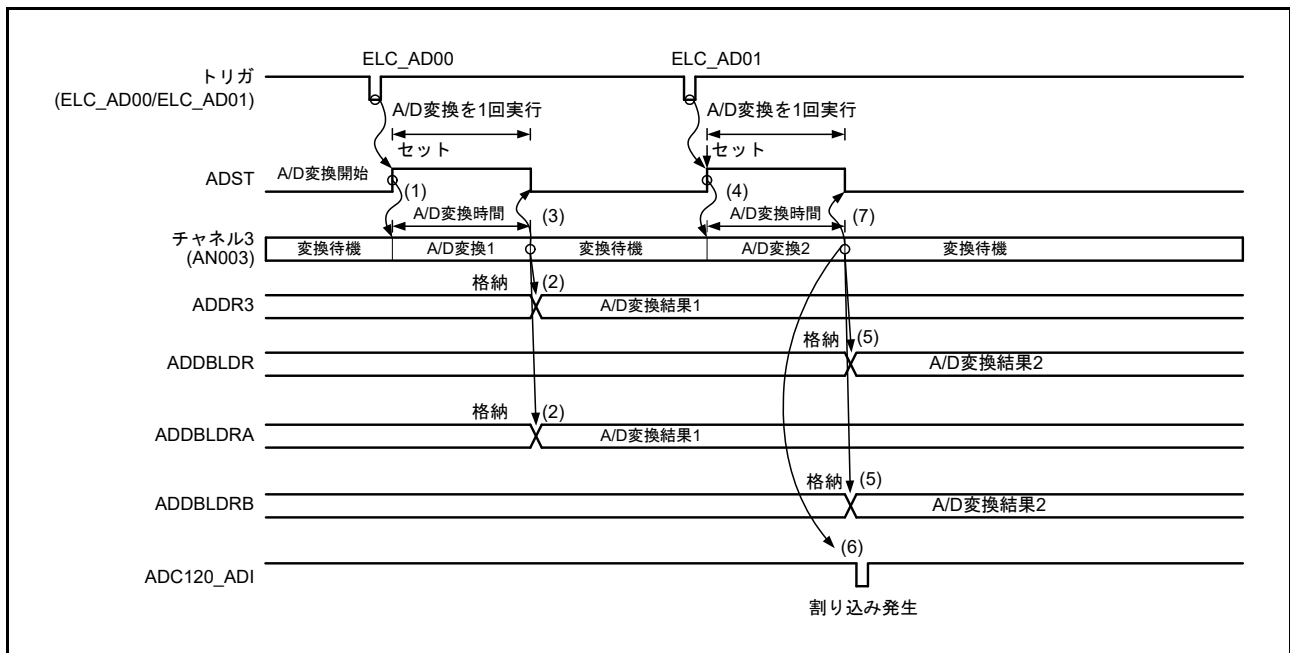 ELC_AD00 ELC_AD01
トリガ
(ELC_AD00/ELC_AD01)
A/D変換を1回実行 A/D変換を1回実行
セット セット
ADST A/D変換開始 (1) (4)
A/D変換時間 (3) A/D変換時間 (7)
チャネル3
(AN003)
変換待機 A/D変換1 変換待機 A/D変換2 変換待機
格納 (2)
ADDR3 A/D変換結果1
格納 (5)
ADDBLDR A/D変換結果2
格納 (2)
ADDBLDRA A/D変換結果1
格納 (5)
ADDBLDRB A/D変換結果2
(6)
ADC120_ADI
割り込み発生